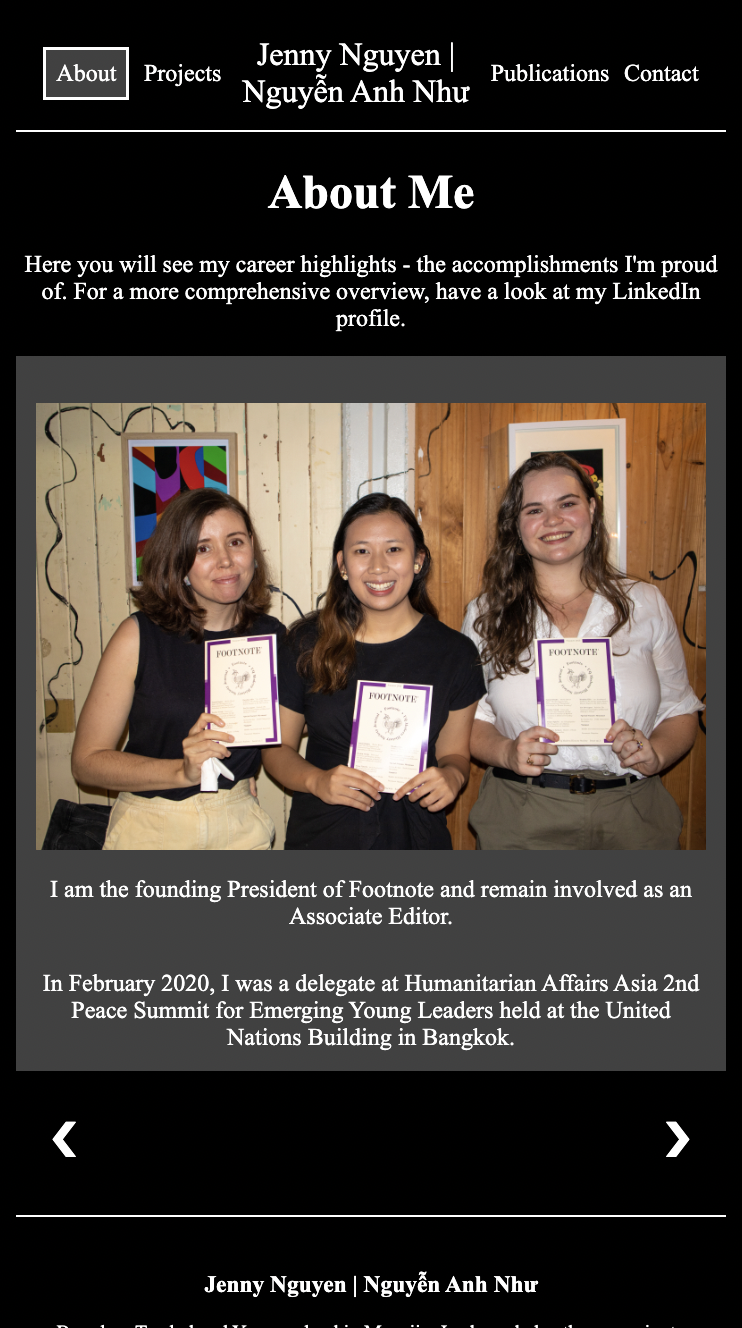 About
Projects
Jenny Nguyen |
Nguyễn Anh Như
Publications
Contact
About Me
Here you will see my career highlights - the accomplishments I'm proud
of. For a more comprehensive overview, have a look at my LinkedIn
profile.
FOOTNOTE
FOOTNOTE
FOOTNOTE
I am the founding President of Footnote and remain involved as an
Associate Editor.
In February 2020, I was a delegate at Humanitarian Affairs Asia 2nd
Peace Summit for Emerging Young Leaders held at the United
Nations Building in Bangkok.
❮
❯
Jenny Nguyen | Nguyễn Anh Như